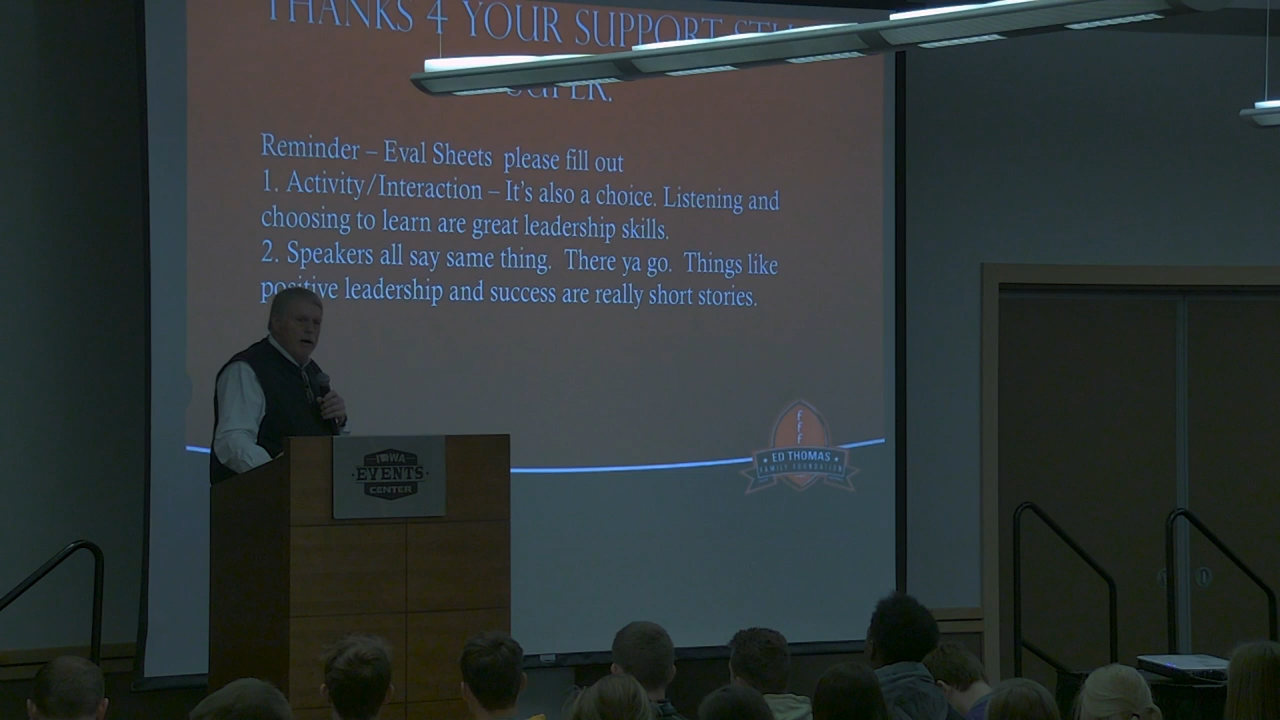 THANKS 4 YOUR SUPPORT
Reminder – Eval Sheets please fill out
1. Activity/Interaction – It's also a choice. Listening and
choosing to learn are great leadership skills.
2. Speakers all say same thing. There ya go. Things like
positive leadership and success are really short stories.
FFF
ED THOMAS
FAMILY FOUNDATION
IOWA
EVENTS
CENTER